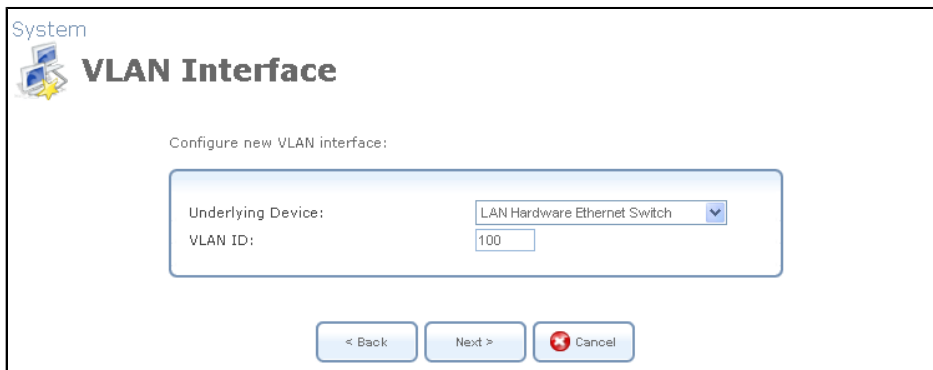 System
VLAN Interface
Configure new VLAN interface:
Underlying Device: LAN Hardware Ethernet Switch
VLAN ID: 100
< Back Next > Cancel